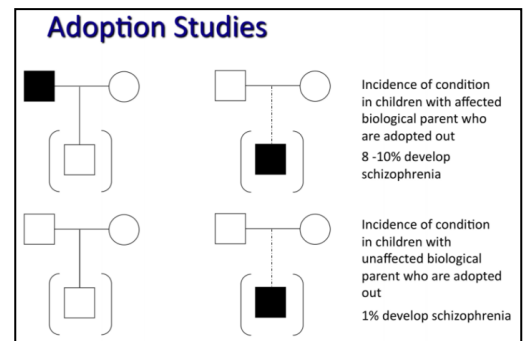 Adoption Studies
Incidence of condition
in children with affected
biological parent who
are adopted out
8 -10% develop
schizophrenia
Incidence of condition
in children with
unaffected biological
parent who are adopted
out
1% develop schizophrenia